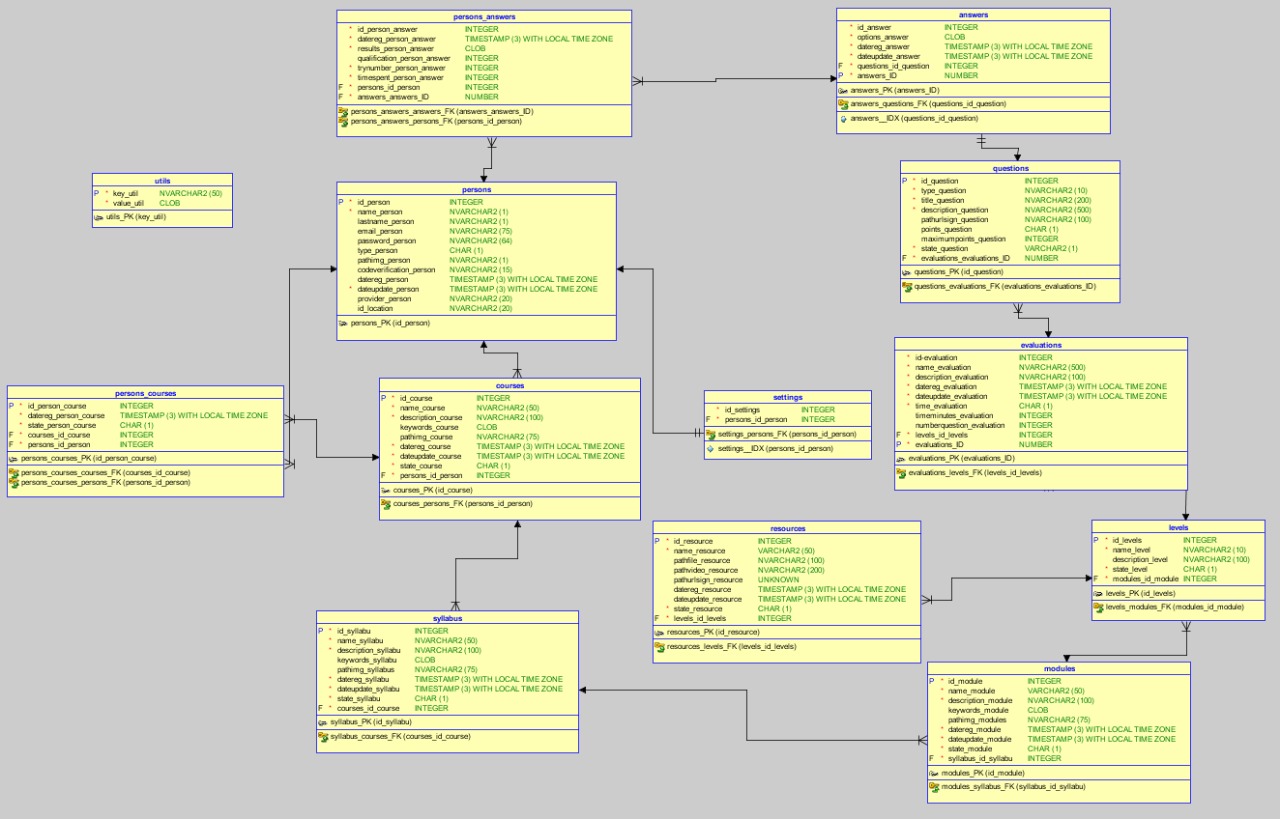 persons_answers
* id_person_answer INTEGER
* datereg_person_answer TIMESTAMP (3) WITH LOCAL TIME ZONE
* results_person_answer CLOB
qualification_person_answer INTEGER
* trynumber_person_answer INTEGER
* timespent_person_answer INTEGER
F * persons_id_person INTEGER
F * answers_answers_ID NUMBER
persons_answers_answers_FK (answers_answers_ID)
persons_answers_persons_FK (persons_id_person)
answers
* id_answer INTEGER
* options_answer CLOB
* datereg_answer TIMESTAMP (3) WITH LOCAL TIME ZONE
* dateupdate_answer TIMESTAMP (3) WITH LOCAL TIME ZONE
F * questions_id_question INTEGER
P * answers_ID NUMBER
answers_PK (answers_ID)
answers_questions_FK (questions_id_question)
answers__IDX (questions_id_question)
utils
P * key_util NVARCHAR2 (50)
* value_util CLOB
utils_PK (key_util)
persons
P * id_person INTEGER
* name_person NVARCHAR2 (1)
lastname_person NVARCHAR2 (1)
email_person NVARCHAR2 (75)
password_person NVARCHAR2 (64)
type_person CHAR (1)
pathimg_person NVARCHAR2 (1)
codeverification_person NVARCHAR2 (15)
datereg_person TIMESTAMP (3) WITH LOCAL TIME ZONE
* dateupdate_person TIMESTAMP (3) WITH LOCAL TIME ZONE
provider_person NVARCHAR2 (20)
id_location NVARCHAR2 (20)
persons_PK (id_person)
questions
P * id_question INTEGER
* type_question NVARCHAR2 (10)
* title_question NVARCHAR2 (200)
* description_question NVARCHAR2 (500)
pathurlsign_question NVARCHAR2 (100)
points_question CHAR (1)
maximumpoints_question INTEGER
* state_question VARCHAR2 (1)
F * evaluations_evaluations_ID NUMBER
questions_PK (id_question)
questions_evaluations_FK (evaluations_evaluations_ID)
evaluations
* id-evaluation INTEGER
* name_evaluation NVARCHAR2 (500)
* description_evaluation NVARCHAR2 (100)
* datereg_evaluation TIMESTAMP (3) WITH LOCAL TIME ZONE
* dateupdate_evaluation TIMESTAMP (3) WITH LOCAL TIME ZONE
* time_evaluation CHAR (1)
timeminutes_evaluation INTEGER
numberquestion_evaluation INTEGER
F * levels_id_levels INTEGER
P * evaluations_ID NUMBER
evaluations_PK (evaluations_ID)
evaluations_levels_FK (levels_id_levels)
persons_courses
P * id_person_course INTEGER
* datereg_person_course TIMESTAMP (3) WITH LOCAL TIME ZONE
* state_person_course CHAR (1)
F * courses_id_course INTEGER
F * persons_id_person INTEGER
persons_courses_PK (id_person_course)
persons_courses_courses_FK (courses_id_course)
persons_courses_persons_FK (persons_id_person)
courses
P * id_course INTEGER
* name_course NVARCHAR2 (50)
* description_course NVARCHAR2 (100)
keywords_course CLOB
pathimg_course NVARCHAR2 (75)
* datereg_course TIMESTAMP (3) WITH LOCAL TIME ZONE
* dateupdate_course TIMESTAMP (3) WITH LOCAL TIME ZONE
* state_course CHAR (1)
F * persons_id_person INTEGER
courses_PK (id_course)
courses_persons_FK (persons_id_person)
settings
* id_settings INTEGER
F * persons_id_person INTEGER
settings_persons_FK (persons_id_person)
settings__IDX (persons_id_person)
resources
P * id_resource INTEGER
* name_resource VARCHAR2 (50)
pathfile_resource NVARCHAR2 (100)
pathvideo_resource NVARCHAR2 (200)
pathurlsign_resource UNKNOWN
* datereg_resource TIMESTAMP (3) WITH LOCAL TIME ZONE
* dateupdate_resource TIMESTAMP (3) WITH LOCAL TIME ZONE
* state_resource CHAR (1)
F * levels_id_levels INTEGER
resources_PK (id_resource)
resources_levels_FK (levels_id_levels)
levels
P * id_levels INTEGER
* name_level NVARCHAR2 (10)
description_level NVARCHAR2 (100)
* state_level CHAR (1)
F * modules_id_module INTEGER
levels_PK (id_levels)
levels_modules_FK (modules_id_module)
syllabus
P * id_syllabu INTEGER
* name_syllabu NVARCHAR2 (50)
* description_syllabu NVARCHAR2 (100)
keywords_syllabu CLOB
pathimg_syllabus NVARCHAR2 (75)
* datereg_syllabu TIMESTAMP (3) WITH LOCAL TIME ZONE
* dateupdate_syllabu TIMESTAMP (3) WITH LOCAL TIME ZONE
* state_syllabu CHAR (1)
F * courses_id_course INTEGER
syllabus_PK (id_syllabu)
syllabus_courses_FK (courses_id_course)
modules
P * id_module INTEGER
* name_module VARCHAR2 (50)
* description_module NVARCHAR2 (100)
keywords_module CLOB
pathimg_modules NVARCHAR2 (75)
* datereg_module TIMESTAMP (3) WITH LOCAL TIME ZONE
* dateupdate_module TIMESTAMP (3) WITH LOCAL TIME ZONE
* state_module CHAR (1)
F * syllabus_id_syllabu INTEGER
modules_PK (id_module)
modules_syllabus_FK (syllabus_id_syllabu)